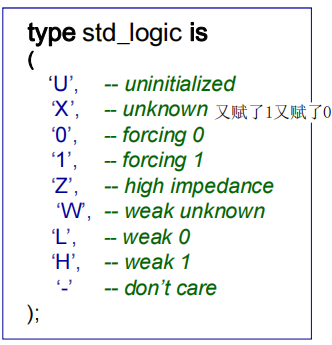 type std_logic is
(
‘U’, -- uninitialized
‘X’, -- unknown 又赋了1又赋了0
‘0’, -- forcing 0
‘1’, -- forcing 1
‘Z’, -- high impedance
‘W’, -- weak unknown
‘L’, -- weak 0
‘H’, -- weak 1
‘-’ -- don’t care
);